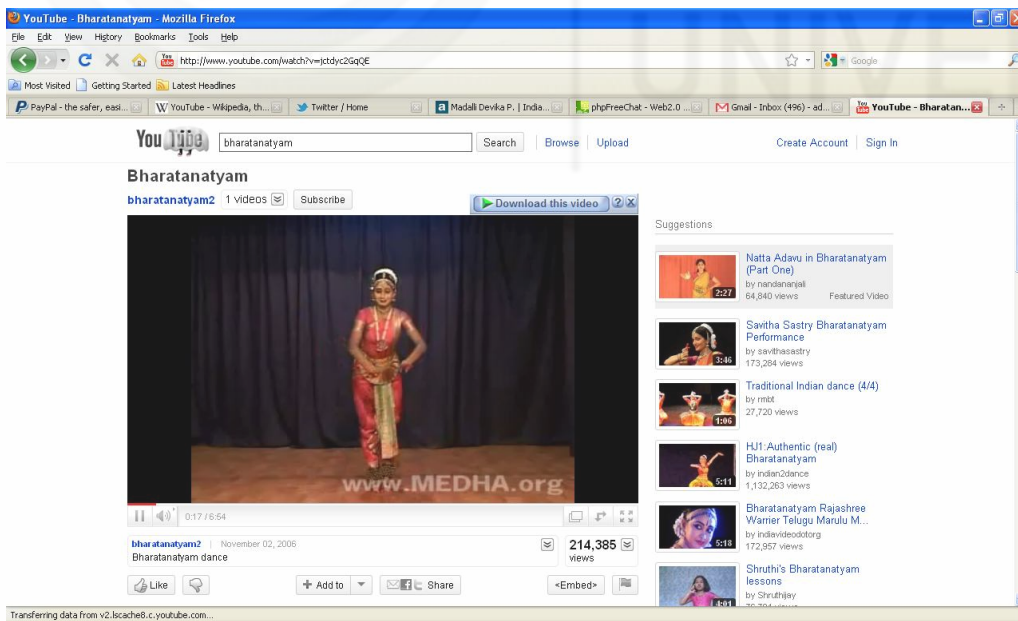 YouTube - Bharatanatyam - Mozilla Firefox
File Edit View History Bookmarks Tools Help
http://www.youtube.com/watch?v=jctdyc2GqQE
Google
Most Visited Getting Started Latest Headlines
PayPal - the safer, easi... YouTube - Wikipedia, th... Twitter / Home Madalli Devika P. | India... phpFreeChat - Web2.0 ... Gmail - Inbox (496) - ad... YouTube - Bharatan...
YouTube bharatanatyam Search Browse Upload Create Account Sign In
Bharatanatyam
bharatanatyam2 1 videos Subscribe
Download this video ? X
www.MEDHA.org
0:17 / 6:54
bharatanatyam2 November 02, 2006
Bharatanatyam dance
214,385
views
Like Add to Share <Embed>
Suggestions
2:27
Natta Adavu in Bharatanatyam
(Part One)
by nandananjali
64,840 views Featured Video
3:46
Savitha Sastry Bharatanatyam
Performance
by savithasastry
173,284 views
1:06
Traditional Indian dance (4/4)
by rmbt
27,720 views
5:11
HJ1:Authentic (real)
Bharatanatyam
by indian2dance
1,132,263 views
5:18
Bharatanatyam Rajashree
Warrier Telugu Marulu M...
by indiavideodotorg
172,957 views
4:01
Shruthi's Bharatanatyam
lessons
by Shruthijay
Transferring data from v2.lscache8.c.youtube.com...